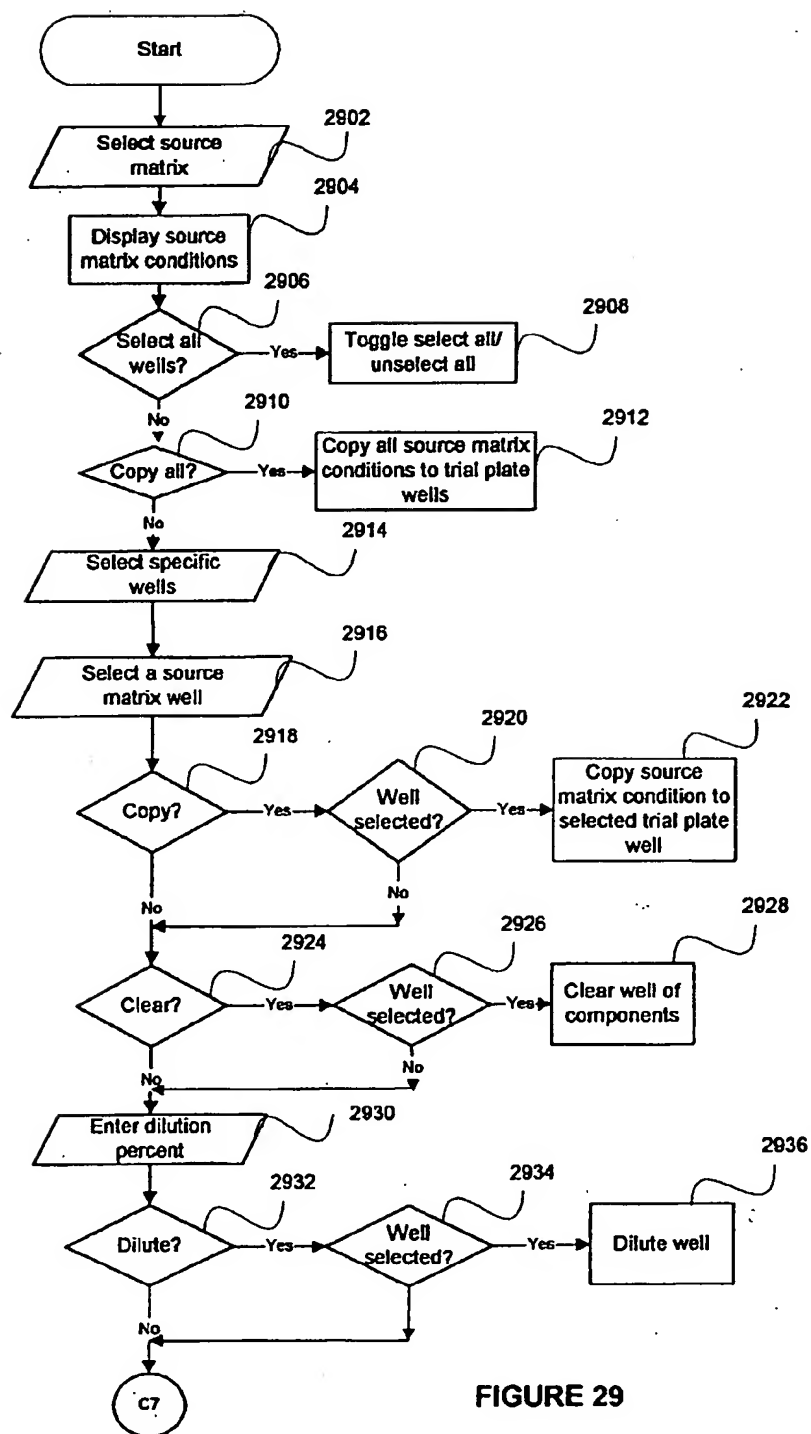 Start
2902
Select source
matrix
2904
Display source
matrix conditions
2906
Select all
wells?
Yes
2908
Toggle select all/
unselect all
No
2910
Copy all?
Yes
2912
Copy all source matrix
conditions to trial plate
wells
No
2914
Select specific
wells
2916
Select a source
matrix well
2918
Copy?
Yes
2920
Well
selected?
Yes
2922
Copy source
matrix condition to
selected trial plate
well
No
No
2924
Clear?
Yes
2926
Well
selected?
Yes
2928
Clear well of
components
No
No
2930
Enter dilution
percent
2932
Dilute?
Yes
2934
Well
selected?
Yes
2936
Dilute well
No
C7
FIGURE 29